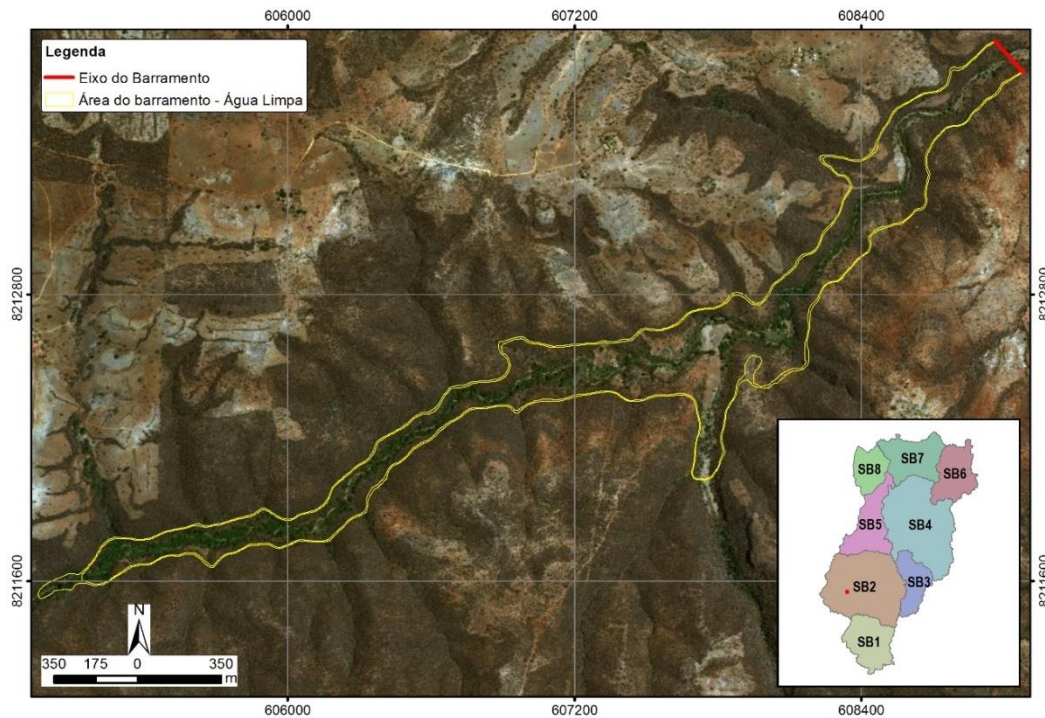 606000 607200 608400
Legenda
Eixo do Barramento
Área do barramento - Água Limpa
8212800 8212800
8211600 8211600
SB8 SB7 SB6
SB5 SB4
SB2 SB3
SB1
N
350 175 0 350
m
606000 607200 608400